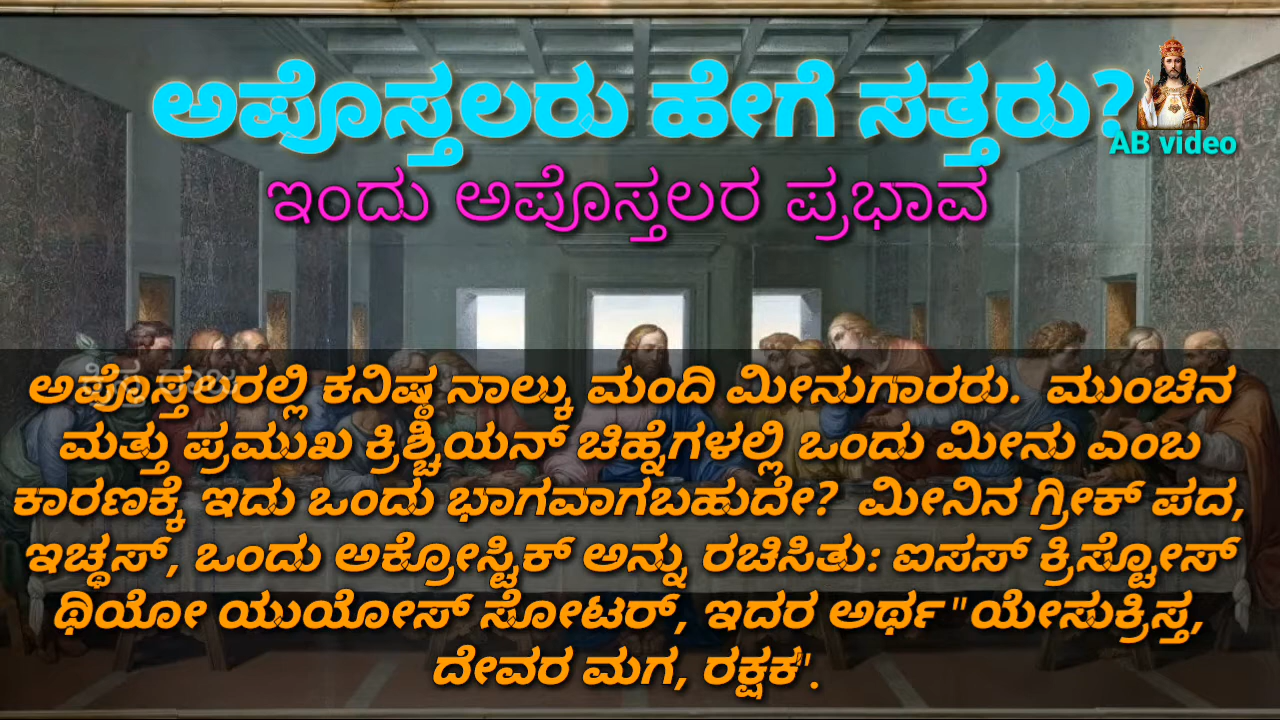 ಅಪೊಸ್ತಲರು ಹೇಗೆ ಸತ್ತರು?
AB video
ಇಂದು ಅಪೊಸ್ತಲರ ಪ್ರಭಾವ
ಅಪೊಸ್ತಲರಲ್ಲಿ ಕನಿಷ್ಠ ನಾಲ್ಕು ಮಂದಿ ಮೀನುಗಾರರು. ಮುಂಚಿನ
ಮತ್ತು ಪ್ರಮುಖ ಕ್ರಿಶ್ಚಿಯನ್ ಚಿಹ್ನೆಗಳಲ್ಲಿ ಒಂದು ಮೀನು ಎಂಬ
ಕಾರಣಕ್ಕೆ ಇದು ಒಂದು ಭಾಗವಾಗಬಹುದೇ? ಮೀನಿನ ಗ್ರೀಕ್ ಪದ,
ಇಚ್ಥಸ್, ಒಂದು ಅಕ್ರೋಸ್ಟಿಕ್ ಅನ್ನು ರಚಿಸಿತು: ಐಸಸ್ ಕ್ರಿಸ್ಟೋಸ್
ಥಿಯೋ ಯುಯೋಸ್ ಸೋಟರ್, ಇದರ ಅರ್ಥ "ಯೇಸುಕ್ರಿಸ್ತ,
ದೇವರ ಮಗ, ರಕ್ಷಕ".